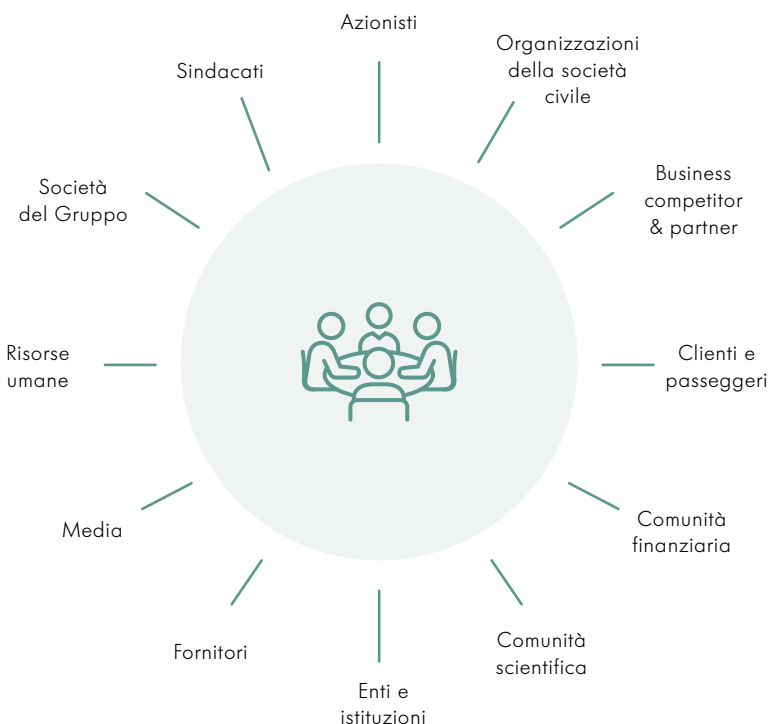 Azionisti
Organizzazioni
della società
civile
Business
competitor
& partner
Clienti e
passeggeri
Comunità
finanziaria
Comunità
scientifica
Enti e
istituzioni
Fornitori
Media
Risorse
umane
Società
del Gruppo
Sindacati